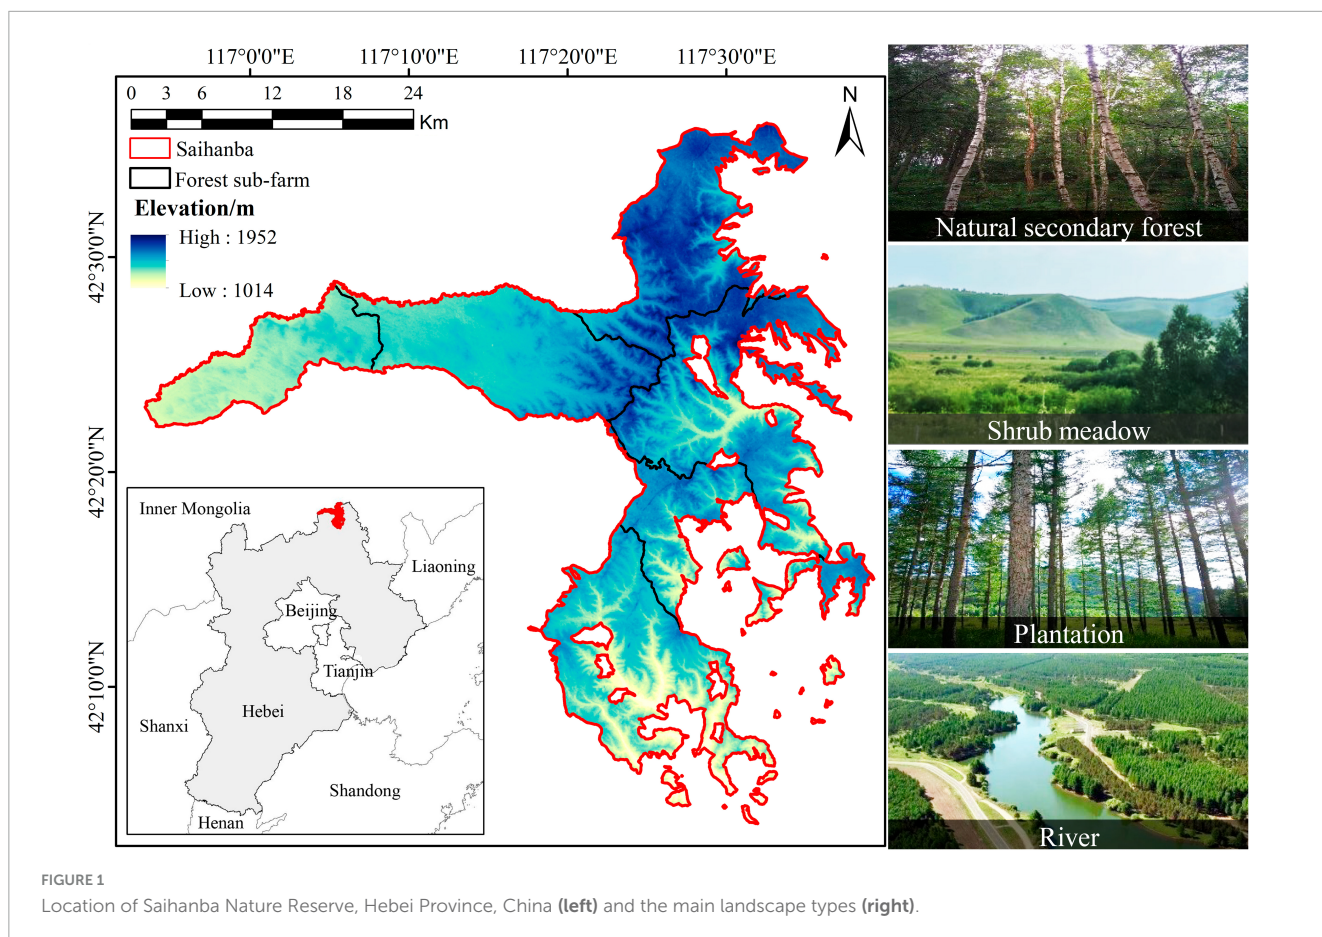 117°0'0"E 117°10'0"E 117°20'0"E 117°30'0"E
0 3 6 12 18 24
Km
N
Saihanba
Forest sub-farm
Elevation/m
High : 1952
Low : 1014
42°30'0"N
42°20'0"N
42°10'0"N
Inner Mongolia
Liaoning
Beijing
Tianjin
Hebei
Shanxi
Shandong
Henan
Natural secondary forest
Shrub meadow
Plantation
River
FIGURE 1
Location of Saihanba Nature Reserve, Hebei Province, China (left) and the main landscape types (right).